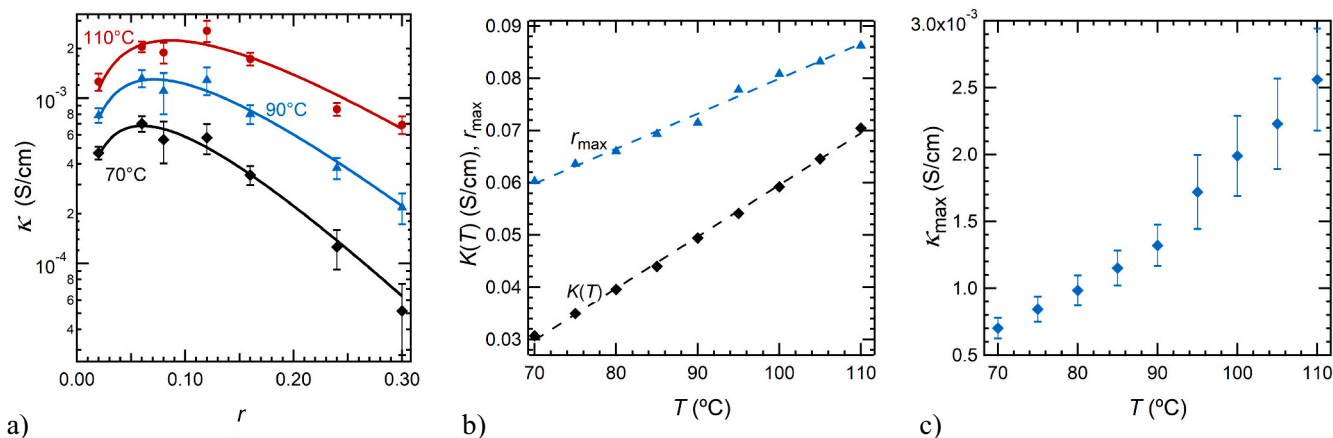 110°C
90°C
70°C
κ (S/cm)
2
10⁻³
8
6
4
2
10⁻⁴
8
6
4
0.00 0.10 0.20 0.30
r
a)
0.09
0.08
0.07
0.06
0.05
0.04
0.03
K(T) (S/cm), rmax
rmax
K(T)
70 80 90 100 110
T (ºC)
b)
3.0x10⁻³
2.5
2.0
1.5
1.0
0.5
κmax (S/cm)
70 80 90 100 110
T (ºC)
c)